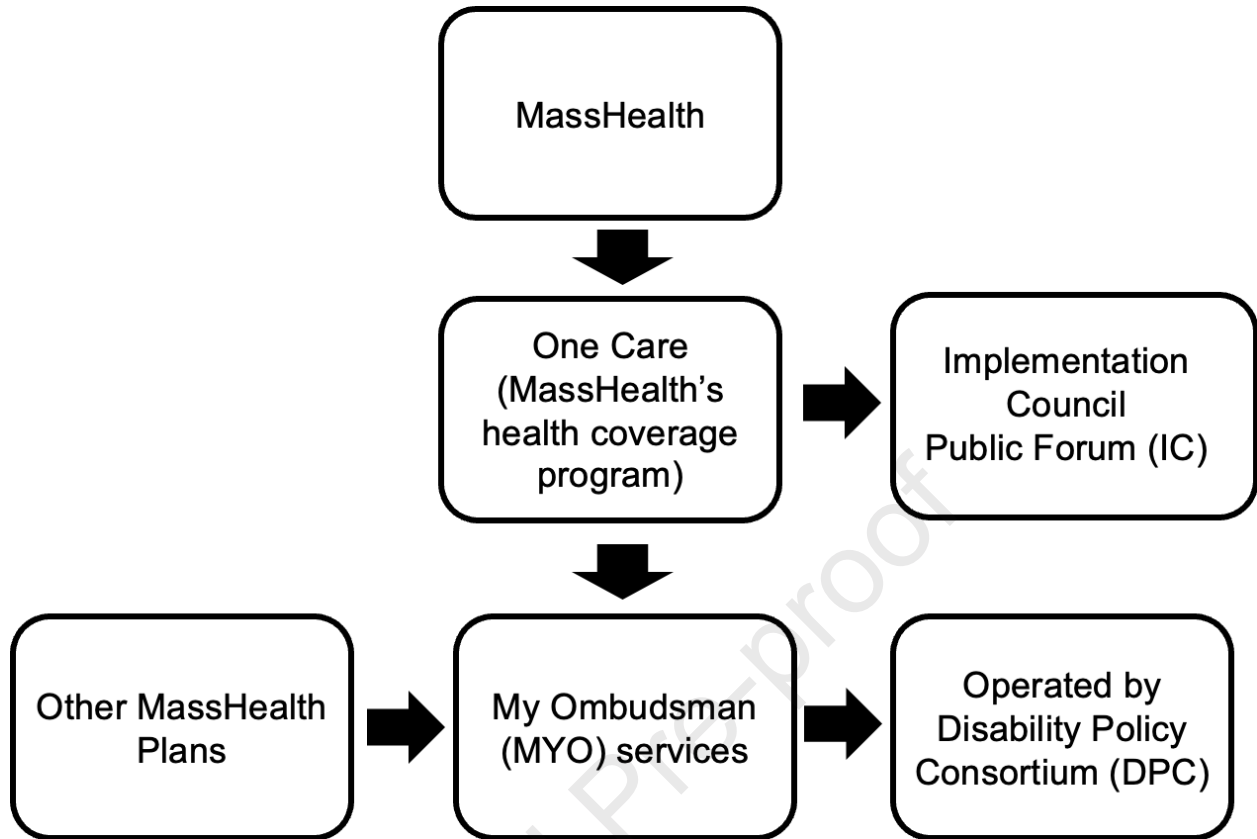 MassHealth
One Care
(MassHealth’s
health coverage
program)
Implementation
Council
Public Forum (IC)
Other MassHealth
Plans
My Ombudsman
(MYO) services
Operated by
Disability Policy
Consortium (DPC)
Pre-proof